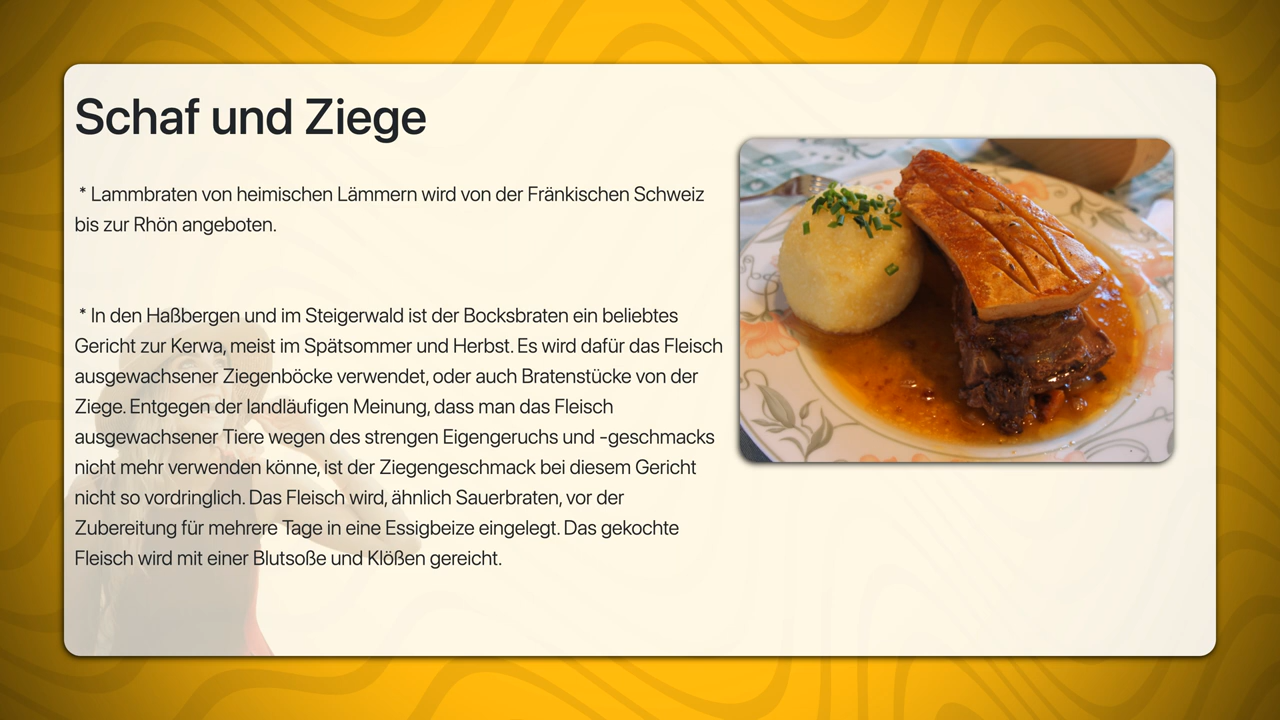 Schaf und Ziege
* Lammbraten von heimischen Lämmern wird von der Fränkischen Schweiz
bis zur Rhön angeboten.
* In den Haßbergen und im Steigerwald ist der Bocksbraten ein beliebtes
Gericht zur Kerwa, meist im Spätsommer und Herbst. Es wird dafür das Fleisch
ausgewachsener Ziegenböcke verwendet, oder auch Bratenstücke von der
Ziege. Entgegen der landläufigen Meinung, dass man das Fleisch
ausgewachsener Tiere wegen des strengen Eigengeruchs und -geschmacks
nicht mehr verwenden könne, ist der Ziegengeschmack bei diesem Gericht
nicht so vordringlich. Das Fleisch wird, ähnlich Sauerbraten, vor der
Zubereitung für mehrere Tage in eine Essigbeize eingelegt. Das gekochte
Fleisch wird mit einer Blutsoße und Klößen gereicht.